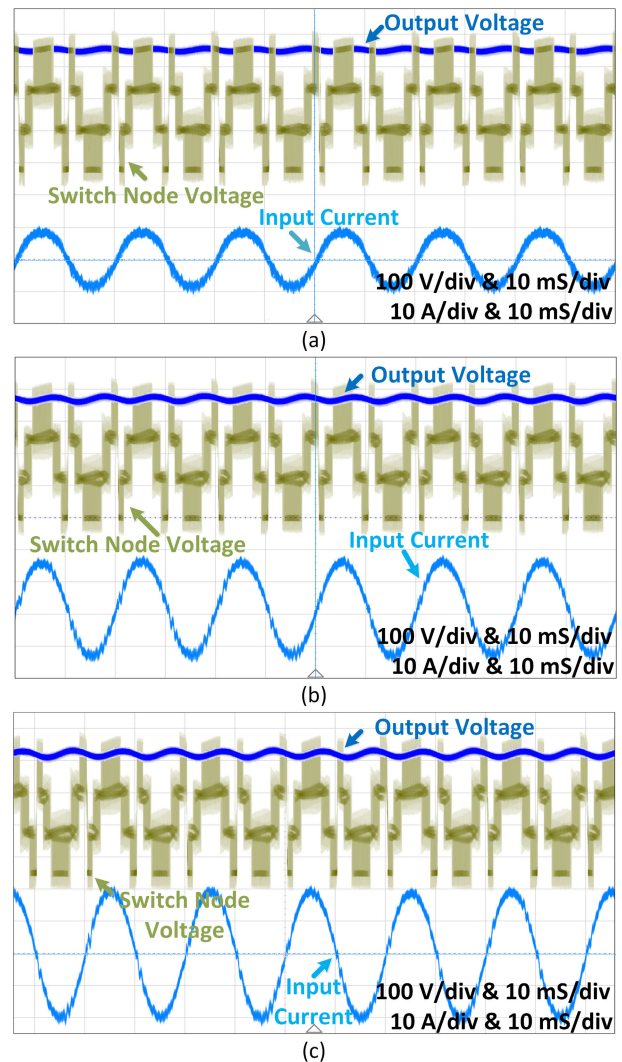 Output Voltage
Switch Node Voltage
Input Current
100 V/div & 10 mS/div
10 A/div & 10 mS/div
(a)
Output Voltage
Switch Node Voltage
Input Current
100 V/div & 10 mS/div
10 A/div & 10 mS/div
(b)
Output Voltage
Switch Node
Voltage
Input
Current
100 V/div & 10 mS/div
10 A/div & 10 mS/div
(c)